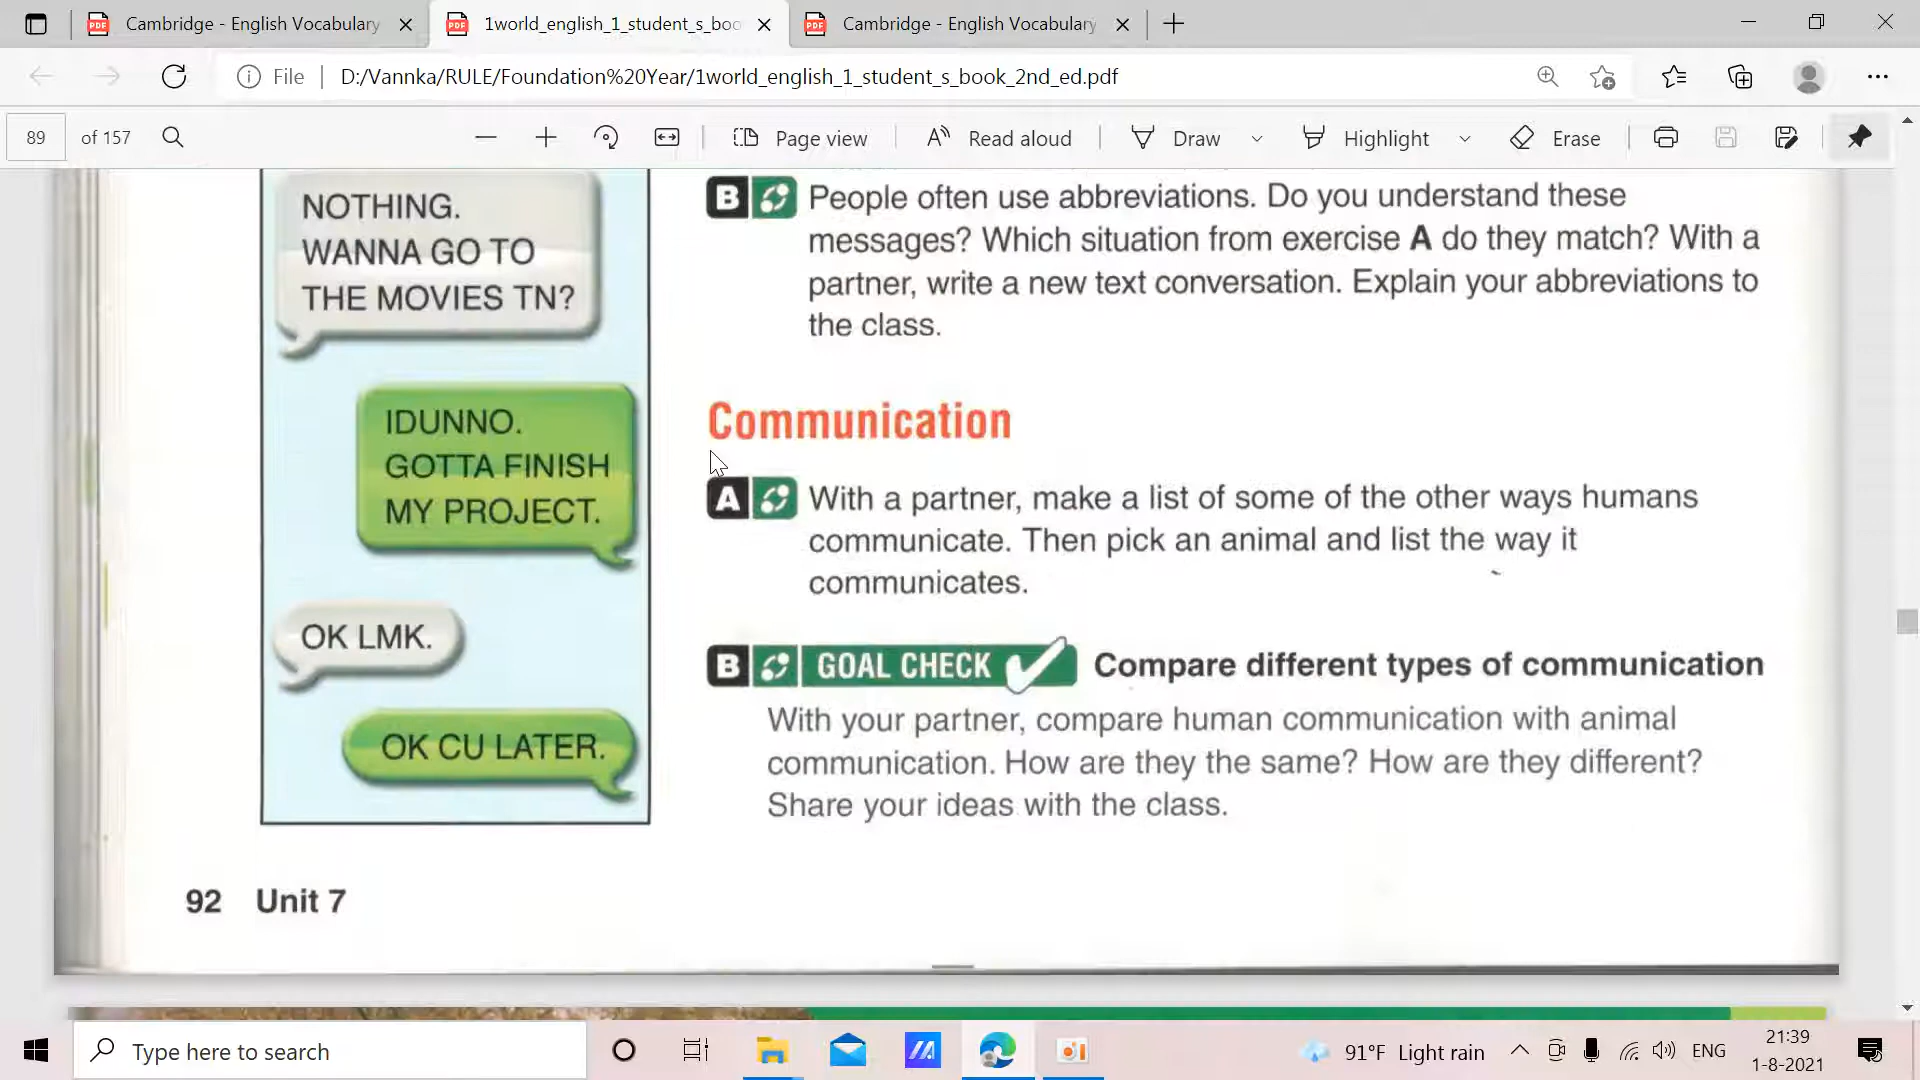 Cambridge - English Vocabulary
1world_english_1_student_s_boo
Cambridge - English Vocabulary
File
D:/Vannka/RULE/Foundation%20Year/1world_english_1_student_s_book_2nd_ed.pdf
89 of 157
Page view
Read aloud
Draw
Highlight
Erase
NOTHING.
WANNA GO TO
THE MOVIES TN?
IDUNNO.
GOTTA FINISH
MY PROJECT.
OK LMK.
OK CU LATER.
B People often use abbreviations. Do you understand these
messages? Which situation from exercise A do they match? With a
partner, write a new text conversation. Explain your abbreviations to
the class.
Communication
A With a partner, make a list of some of the other ways humans
communicate. Then pick an animal and list the way it
communicates.
B GOAL CHECK Compare different types of communication
With your partner, compare human communication with animal
communication. How are they the same? How are they different?
Share your ideas with the class.
92 Unit 7
Type here to search
91°F Light rain
ENG
21:39
1-8-2021